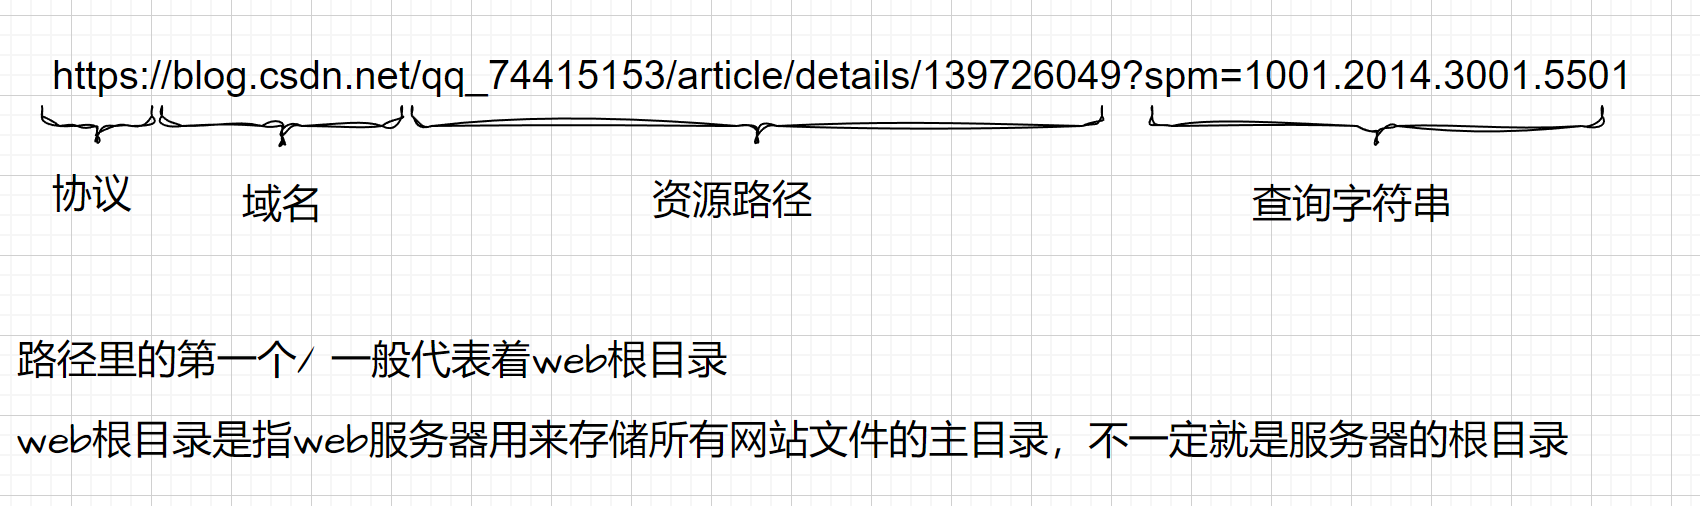 https://blog.csdn.net/qq_74415153/article/details/139726049?spm=1001.2014.3001.5501
协议 域名 资源路径 查询字符串
路径里的第一个/ 一般代表着web根目录
web根目录是指web服务器用来存储所有网站文件的主目录，不一定就是服务器的根目录